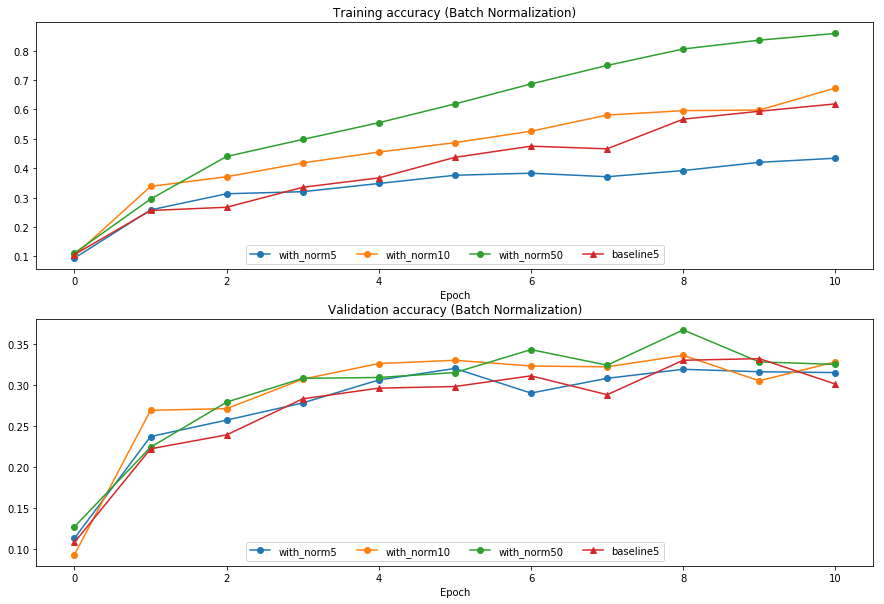 Training accuracy (Batch Normalization)
0.8
0.7
0.6
0.5
0.4
0.3
0.2
0.1
with_norm5 with_norm10 with_norm50 baseline5
0 2 4 6 8 10
Epoch
Validation accuracy (Batch Normalization)
0.35
0.30
0.25
0.20
0.15
0.10
with_norm5 with_norm10 with_norm50 baseline5
0 2 4 6 8 10
Epoch